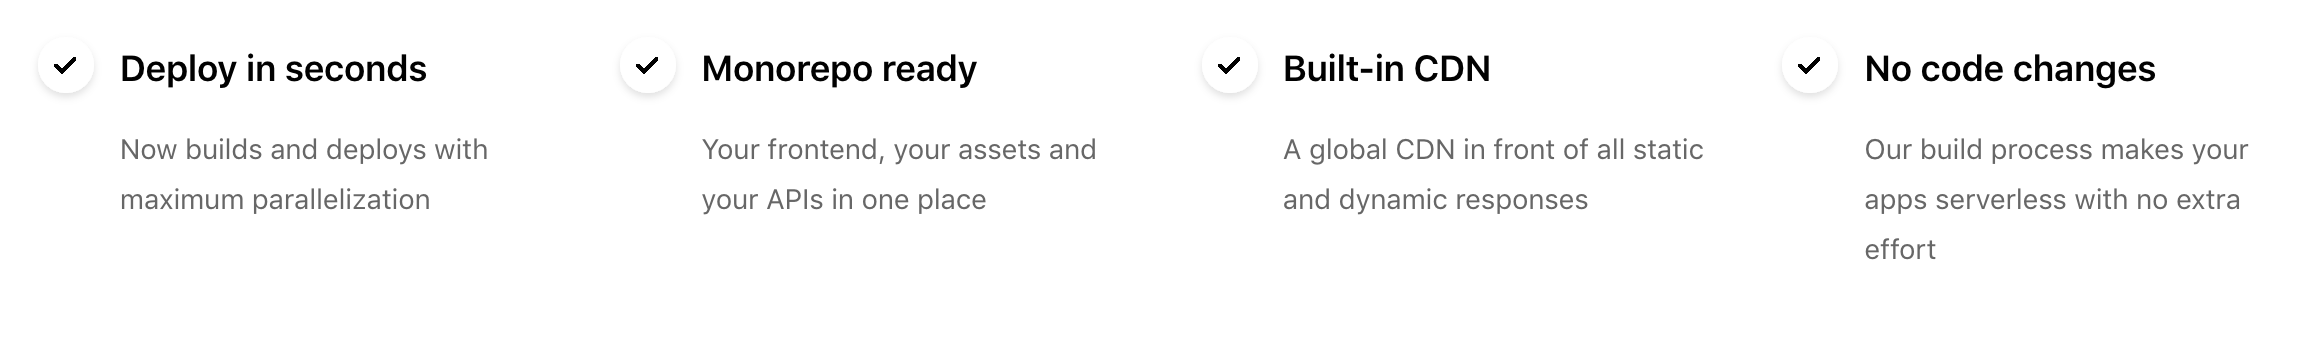 Deploy in seconds
Now builds and deploys with
maximum parallelization
Monorepo ready
Your frontend, your assets and
your APIs in one place
Built-in CDN
A global CDN in front of all static
and dynamic responses
No code changes
Our build process makes your
apps serverless with no extra
effort